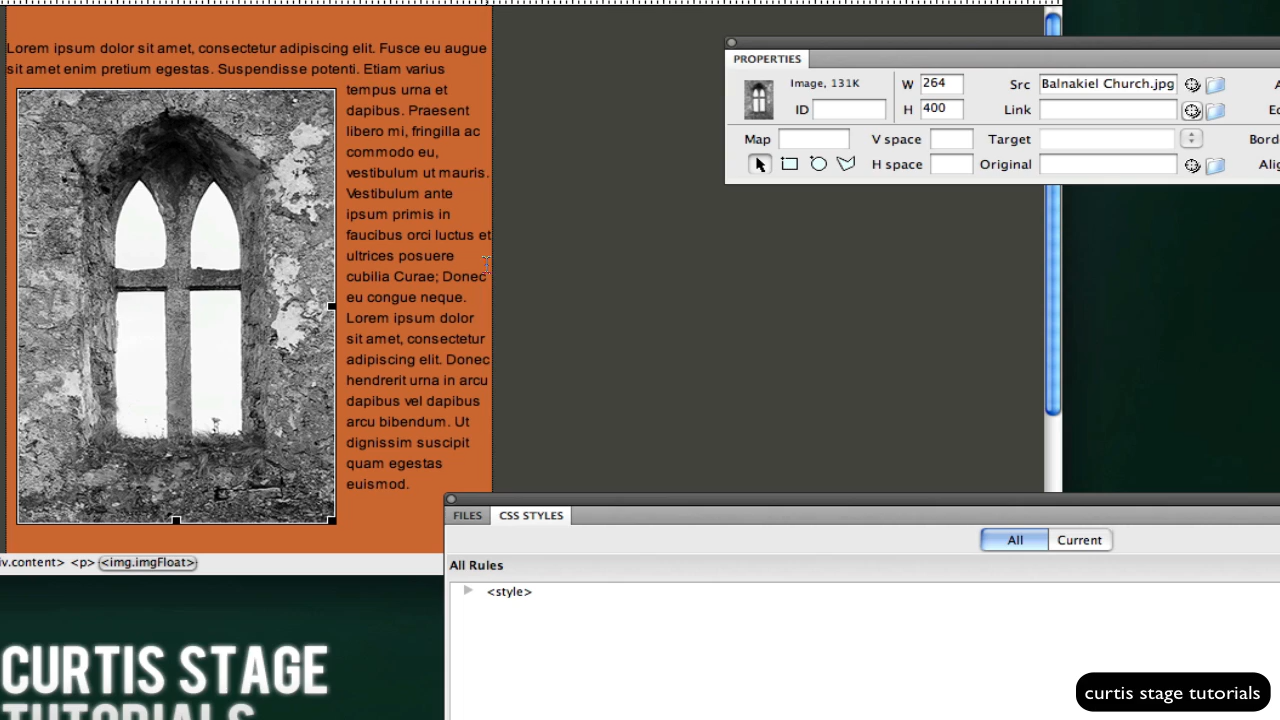 Lorem ipsum dolor sit amet, consectetur adipiscing elit. Fusce eu augue
sit amet enim pretium egestas. Suspendisse potenti. Etiam varius
tempus urna et
dapibus. Praesent
libero mi, fringilla ac
commodo eu,
vestibulum ut mauris.
Vestibulum ante
ipsum primis in
faucibus orci luctus et
ultrices posuere
cubilia Curae; Donec
eu congue neque.
Lorem ipsum dolor
sit amet, consectetur
adipiscing elit. Donec
hendrerit urna in arcu
dapibus vel dapibus
arcu bibendum. Ut
dignissim suscipit
quam egestas
euismod.
PROPERTIES
Image, 131K W 264 Src Balnakiel Church.jpg
ID H 400 Link
Map V space Target Bord
H space Original
iv.content> <p> <img.imgFloat>
FILES CSS STYLES
All Current
All Rules
<style>
CURTIS STAGE
TUTORIALS
curtis stage tutorials